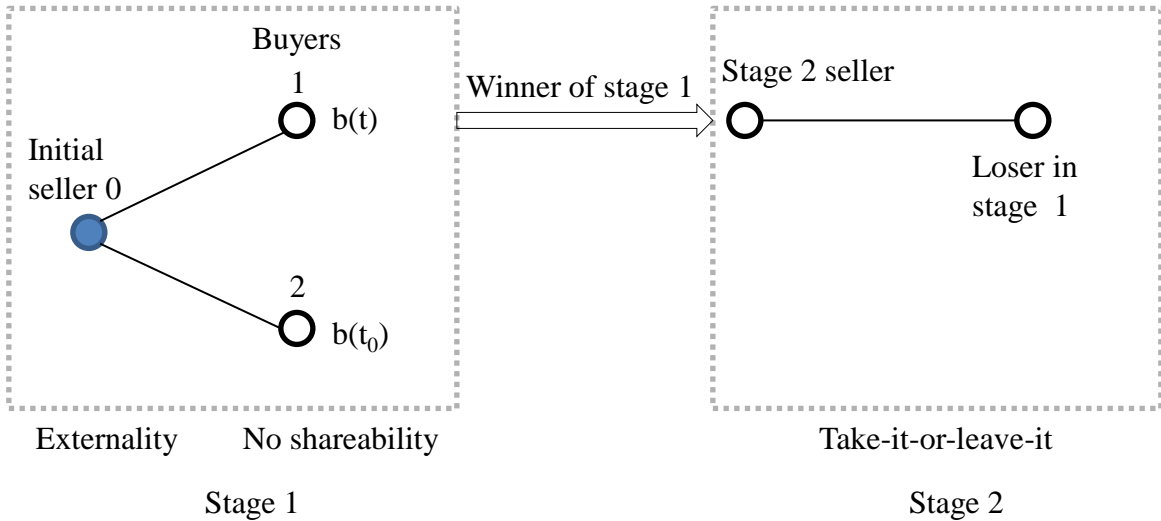 Buyers
1
b(t)
Initial
seller 0
2
b(t₀)
Externality
No shareability
Stage 1
Winner of stage 1
Stage 2 seller
Loser in
stage 1
Take-it-or-leave-it
Stage 2